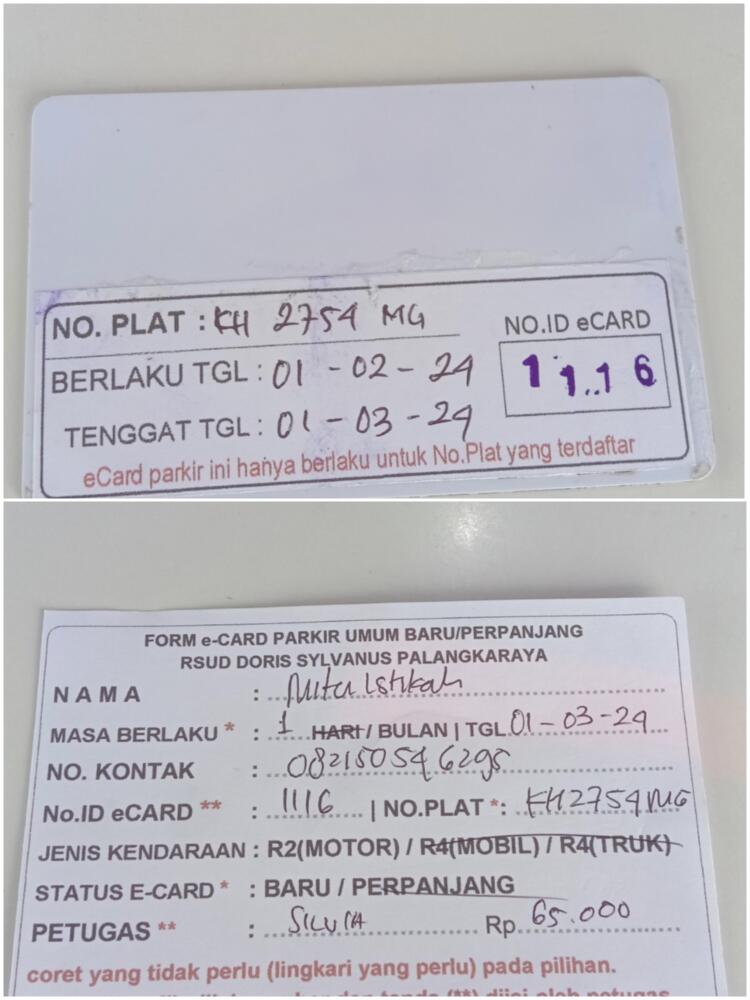 NO. PLAT : KH 2754 MG
NO.ID eCARD
BERLAKU TGL : 01 - 02 - 24
11..16
TENGGAT TGL : 01 - 03 - 24
eCard parkir ini hanya berlaku untuk No.Plat yang terdaftar
FORM e-CARD PARKIR UMUM BARU/PERPANJANG
RSUD DORIS SYLVANUS PALANGKARAYA
NAMA : Istikah
MASA BERLAKU * : 1 HARI / BULAN | TGL 01-03-24
NO. KONTAK : 082150546295
No.ID eCARD ** : 1116 | NO.PLAT *: KH2754MG
JENIS KENDARAAN : R2(MOTOR) / R4(MOBIL) / R4(TRUK)
STATUS E-CARD * : BARU / PERPANJANG
PETUGAS ** : SILVIA Rp. 65.000
coret yang tidak perlu (lingkari yang perlu) pada pilihan.